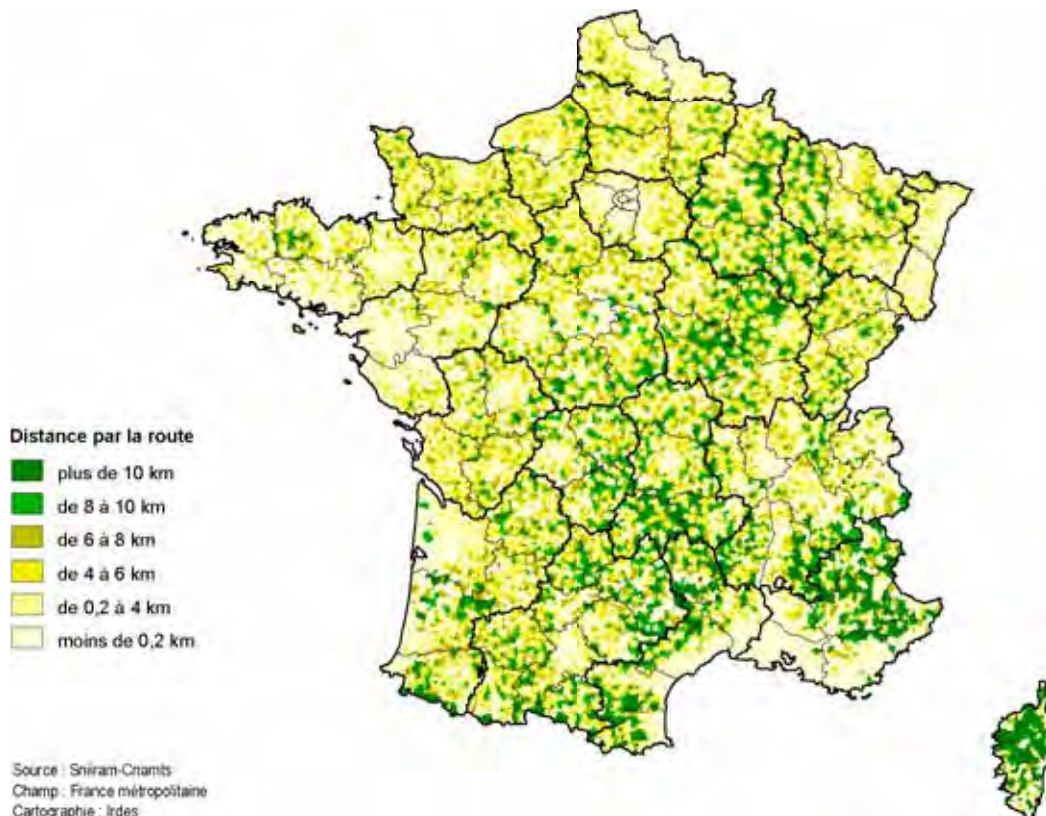 Distance par la route
plus de 10 km
de 8 à 10 km
de 6 à 8 km
de 4 à 6 km
de 0,2 à 4 km
moins de 0,2 km
Source : Sniiram-Cnamts
Champ : France métropolitaine
Cartographie : Irdes